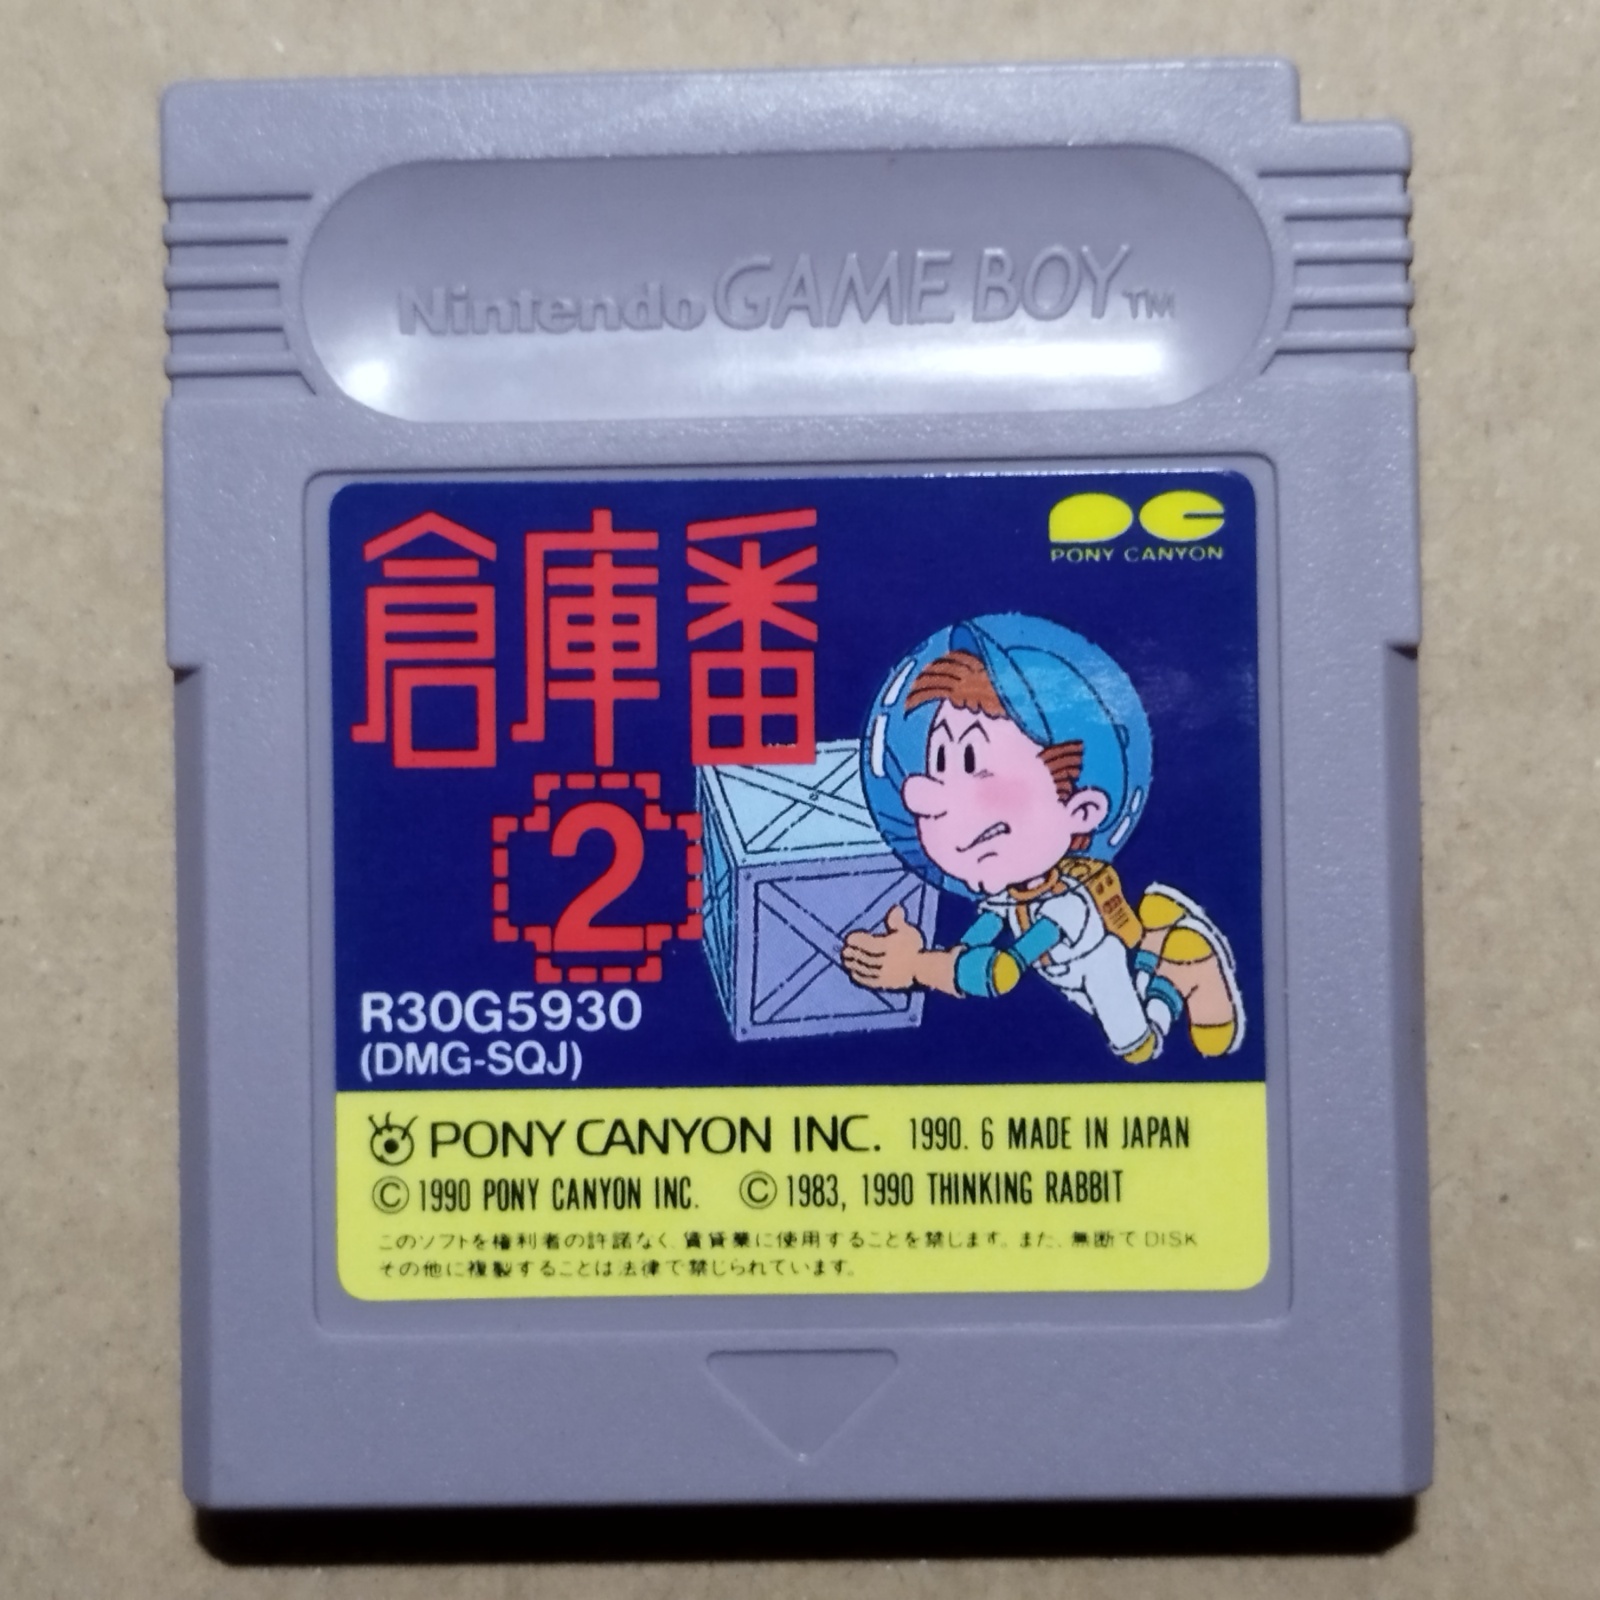 Nintendo GAME BOY TM
PONY CANYON
倉庫番
2
R30G5930
(DMG-SQJ)
PONY CANYON INC. 1990. 6 MADE IN JAPAN
© 1990 PONY CANYON INC. © 1983, 1990 THINKING RABBIT
このソフトを権利者の許諾なく、賃貸業に使用することを禁じます。また、無断でDISK
その他に複製することは法律で禁じられています。